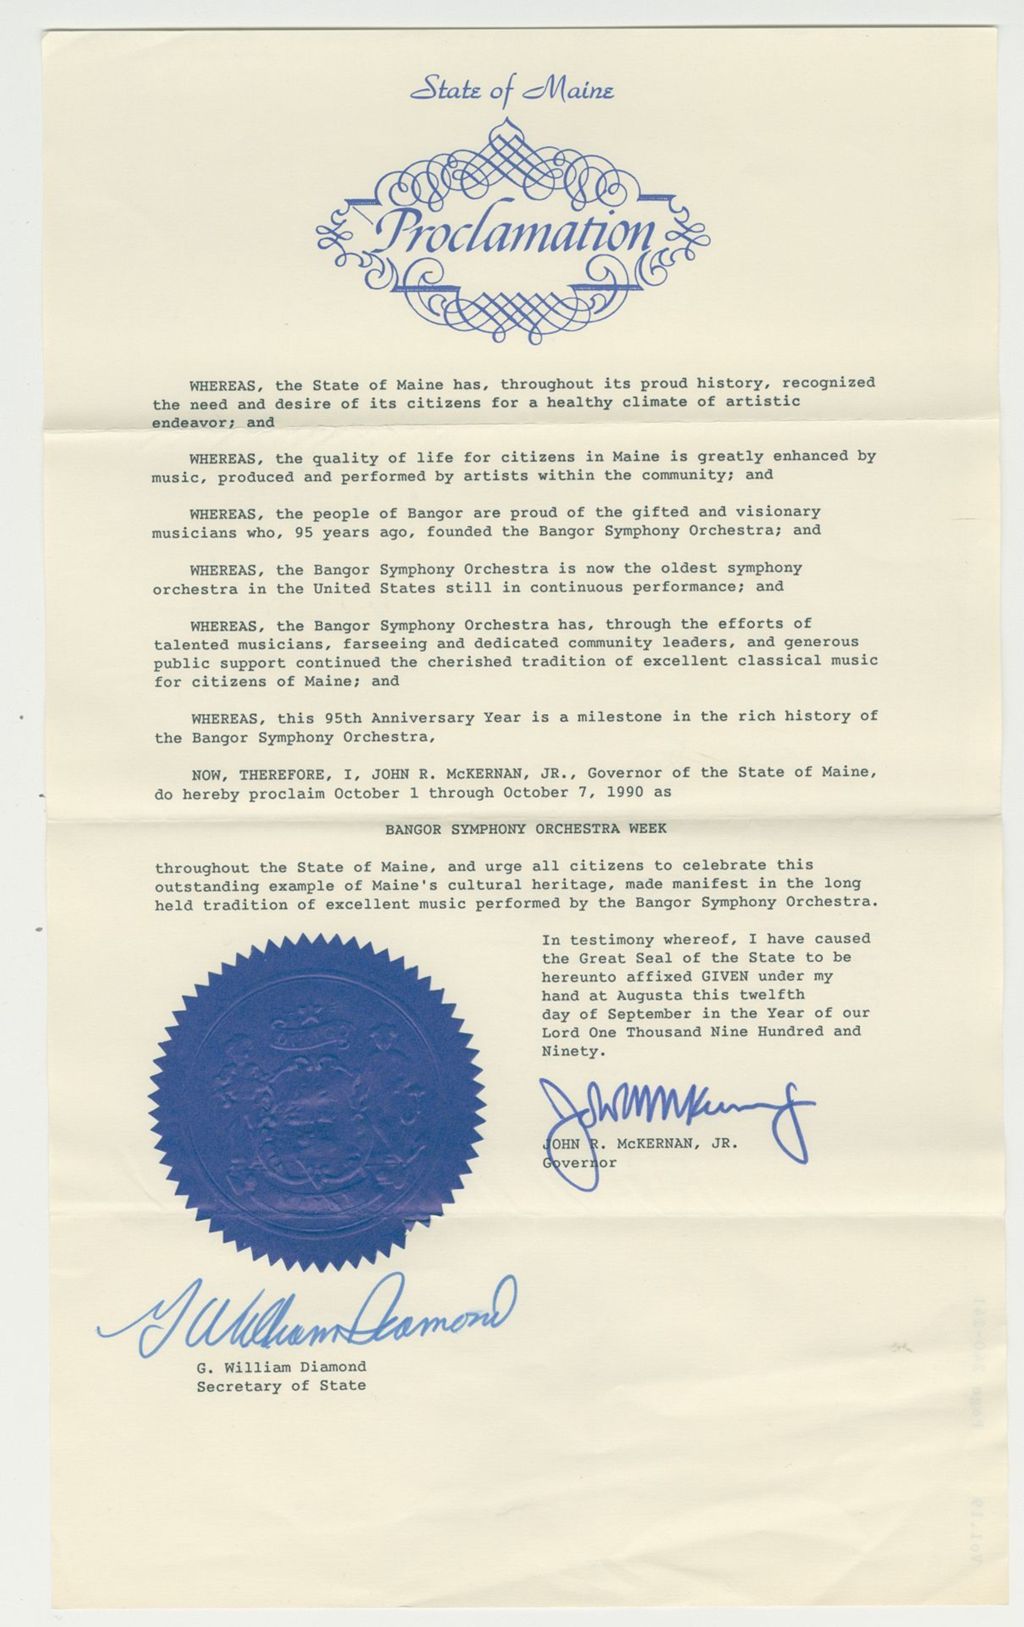 State of Maine
Proclamation
WHEREAS, the State of Maine has, throughout its proud history, recognized
the need and desire of its citizens for a healthy climate of artistic
endeavor; and
WHEREAS, the quality of life for citizens in Maine is greatly enhanced by
music, produced and performed by artists within the community; and
WHEREAS, the people of Bangor are proud of the gifted and visionary
musicians who, 95 years ago, founded the Bangor Symphony Orchestra; and
WHEREAS, the Bangor Symphony Orchestra is now the oldest symphony
orchestra in the United States still in continuous performance; and
WHEREAS, the Bangor Symphony Orchestra has, through the efforts of
talented musicians, farseeing and dedicated community leaders, and generous
public support continued the cherished tradition of excellent classical music
for citizens of Maine; and
WHEREAS, this 95th Anniversary Year is a milestone in the rich history of
the Bangor Symphony Orchestra,
NOW, THEREFORE, I, JOHN R. McKERNAN, JR., Governor of the State of Maine,
do hereby proclaim October 1 through October 7, 1990 as
BANGOR SYMPHONY ORCHESTRA WEEK
throughout the State of Maine, and urge all citizens to celebrate this
outstanding example of Maine's cultural heritage, made manifest in the long
held tradition of excellent music performed by the Bangor Symphony Orchestra.
In testimony whereof, I have caused
the Great Seal of the State to be
hereunto affixed GIVEN under my
hand at Augusta this twelfth
day of September in the Year of our
Lord One Thousand Nine Hundred and
Ninety.
John R McKernan Jr
JOHN R. McKERNAN, JR.
Governor
G William Diamond
G. William Diamond
Secretary of State